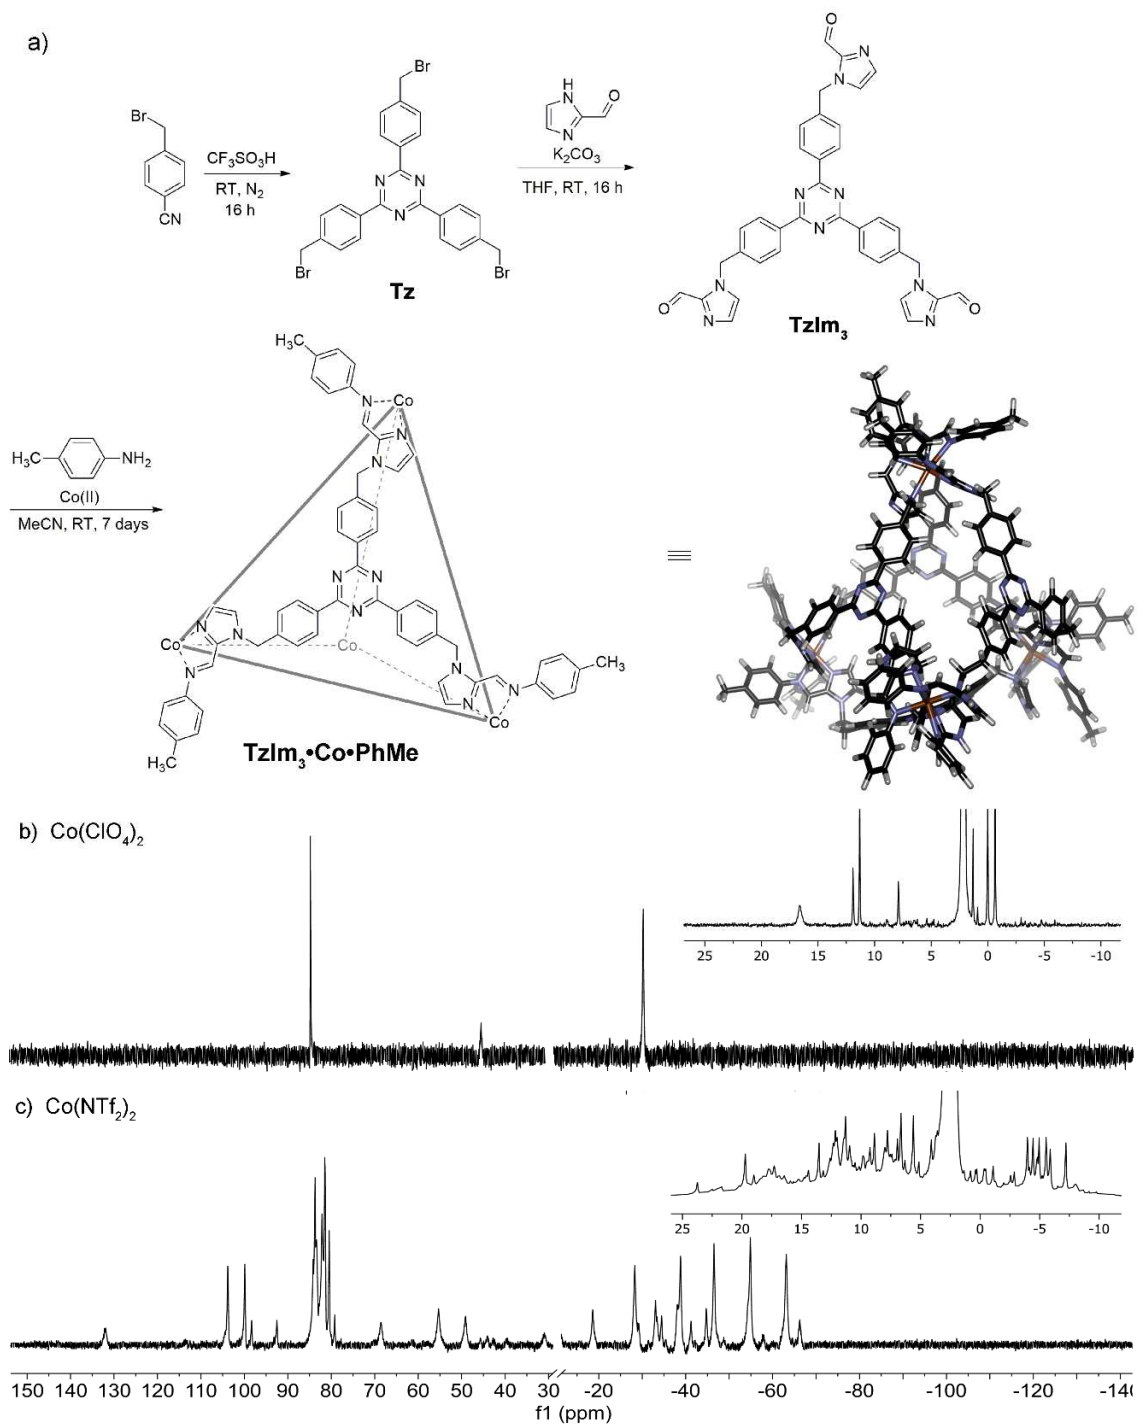 a)
Br
CN
CF₃SO₃H
RT, N₂
16 h
Br
N N
N
Br
Br
Tz
H
N
O
N
K₂CO₃
THF, RT, 16 h
O
N
N
N N
N
N
O
N
N
O
N
TzIm₃
H₃C
NH₂
Co(II)
MeCN, RT, 7 days
H₃C
N
Co
N
N
N N
N
N
N
Co
Co
N
N
N
N
CH₃
Co
H₃C
TzIm₃•Co•PhMe
b) Co(ClO₄)₂
25 20 15 10 5 0 -5 -10
c) Co(NTf₂)₂
25 20 15 10 5 0 -5 -10
150 140 130 120 110 100 90 80 70 60 50 40 30 -20 -40 -60 -80 -100 -120 -140
f1 (ppm)